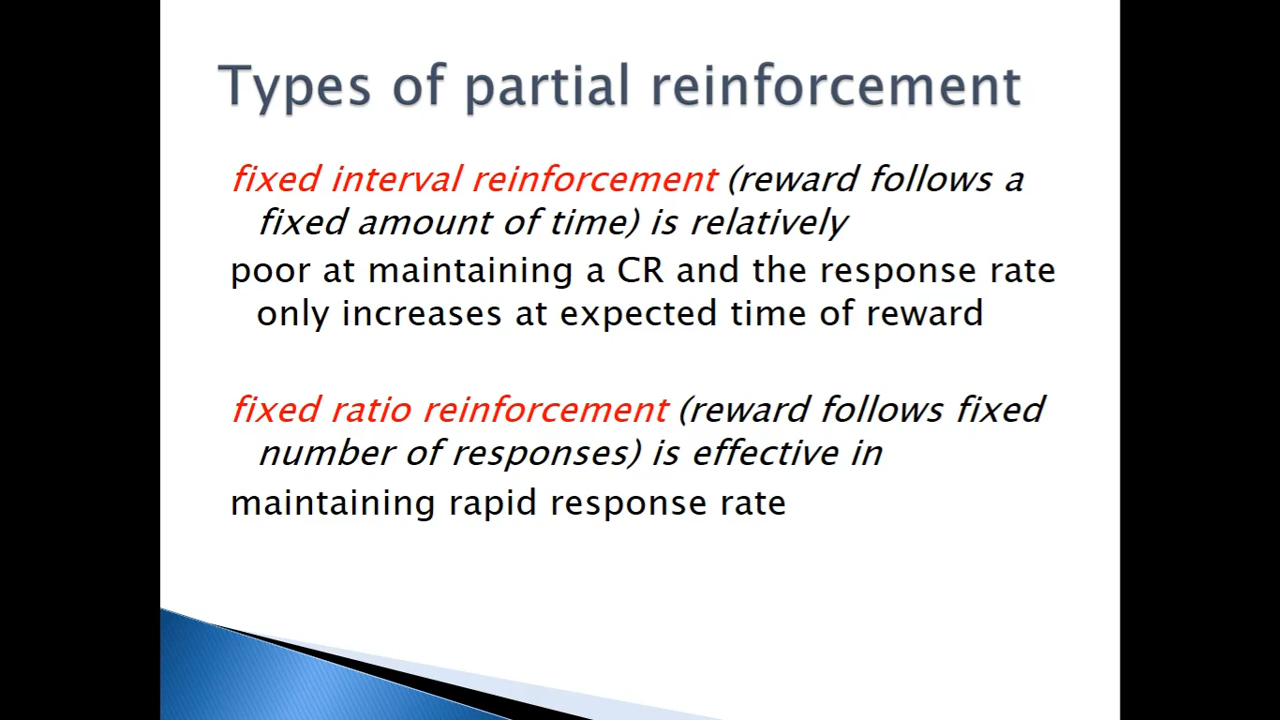 Types of partial reinforcement
fixed interval reinforcement (reward follows a
fixed amount of time) is relatively
poor at maintaining a CR and the response rate
only increases at expected time of reward
fixed ratio reinforcement (reward follows fixed
number of responses) is effective in
maintaining rapid response rate